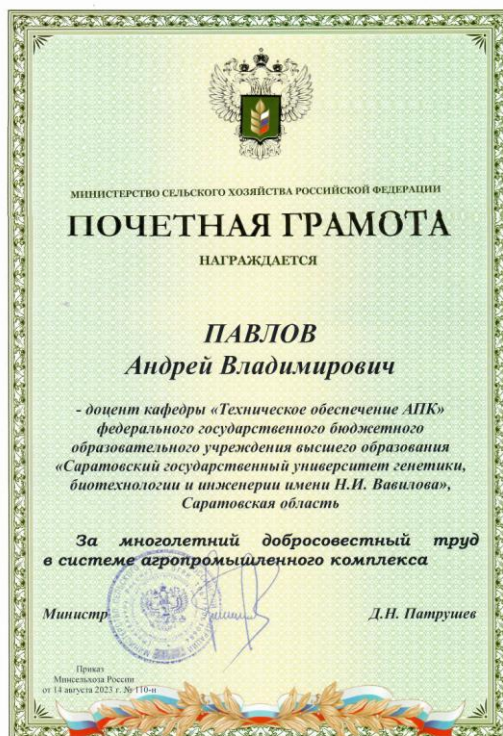 МИНИСТЕРСТВО СЕЛЬСКОГО ХОЗЯЙСТВА РОССИЙСКОЙ ФЕДЕРАЦИИ
ПОЧЕТНАЯ ГРАМОТА
НАГРАЖДАЕТСЯ
ПАВЛОВ
Андрей Владимирович
- доцент кафедры «Техническое обеспечение АПК»
федерального государственного бюджетного
образовательного учреждения высшего образования
«Саратовский государственный университет генетики,
биотехнологии и инженерии имени Н.И. Вавилова»,
Саратовская область
За многолетний добросовестный труд
в системе агропромышленного комплекса
Министр Д.Н. Патрушев
Приказ
Минсельхоза России
от 14 августа 2023 г. № 110-н